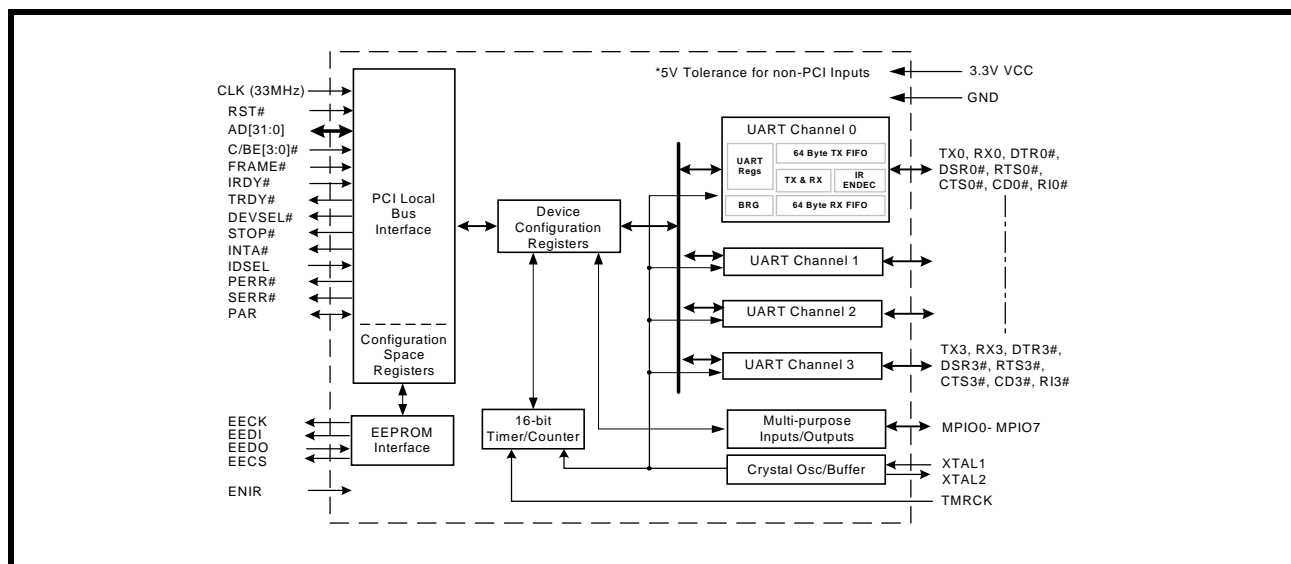 *5V Tolerance for non-PCI Inputs
3.3V VCC
GND
CLK (33MHz)
RST#
AD[31:0]
C/BE[3:0]#
FRAME#
IRDY#
TRDY#
DEVSEL#
STOP#
INTA#
IDSEL
PERR#
SERR#
PAR
PCI Local
Bus
Interface
Configuration
Space
Registers
EECK
EEDI
EEDO
EECS
ENIR
EEPROM
Interface
Device
Configuration
Registers
16-bit
Timer/Counter
UART Channel 0
UART
Regs
64 Byte TX FIFO
TX & RX
IR
ENDEC
BRG
64 Byte RX FIFO
UART Channel 1
UART Channel 2
UART Channel 3
Multi-purpose
Inputs/Outputs
Crystal Osc/Buffer
TX0, RX0, DTR0#,
DSR0#, RTS0#,
CTS0#, CD0#, RI0#
TX3, RX3, DTR3#,
DSR3#, RTS3#,
CTS3#, CD3#, RI3#
MPIO0- MPIO7
XTAL1
XTAL2
TMRCK